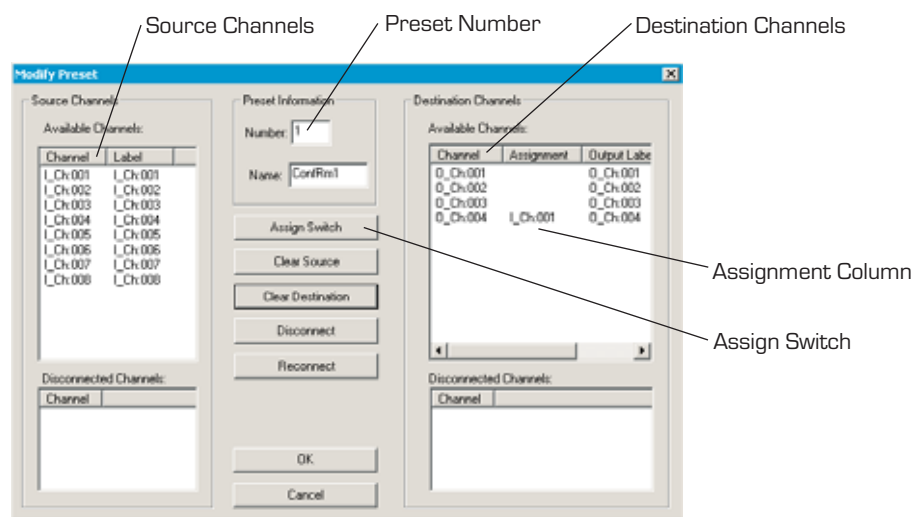 Source Channels
Preset Number
Destination Channels
Modify Preset
Source Channels
Available Channels:
Channel Label
I_Ch:001 I_Ch:001
I_Ch:002 I_Ch:002
I_Ch:003 I_Ch:003
I_Ch:004 I_Ch:004
I_Ch:005 I_Ch:005
I_Ch:006 I_Ch:006
I_Ch:007 I_Ch:007
I_Ch:008 I_Ch:008
Disconnected Channels:
Channel
Preset Information
Number: 1
Name: ConfRm1
Assign Switch
Clear Source
Clear Destination
Disconnect
Reconnect
OK
Cancel
Destination Channels
Available Channels:
Channel Assignment Output Labe
O_Ch:001 O_Ch:001
O_Ch:002 O_Ch:002
O_Ch:003 O_Ch:003
O_Ch:004 I_Ch:001 O_Ch:004
Disconnected Channels:
Channel
Assignment Column
Assign Switch